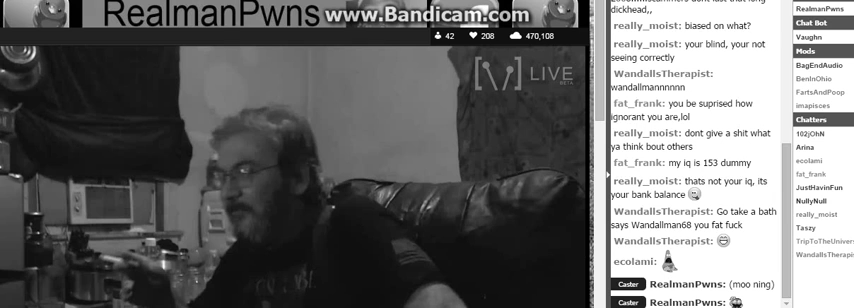 RealmanPwns
www.Bandicam.com
42 208 470,108
LIVE
BETA
dickhead,,
really_moist: biased on what?
really_moist: your blind, your not
seeing correctly
WandallsTherapist:
wandallmannnnnn
fat_frank: you be suprised how
ignorant you are,lol
really_moist: dont give a shit what
ya think bout others
fat_frank: my iq is 153 dummy
really_moist: thats not your iq, its
your bank balance
WandallsTherapist: Go take a bath
says Wandallman68 you fat fuck
WandallsTherapist:
ecolami:
Caster RealmanPwns: (moo ning)
Caster RealmanPwns:
RealmanPwns
Chat Bot
Vaughn
Mods
BagEndAudio
BenInOhio
FartsAndPoop
imapisces
Chatters
102jOhN
Arina
ecolami
fat_frank
JustHavinFun
NullyNull
really_moist
Taszy
TripToTheUniver
WandallsTherapis